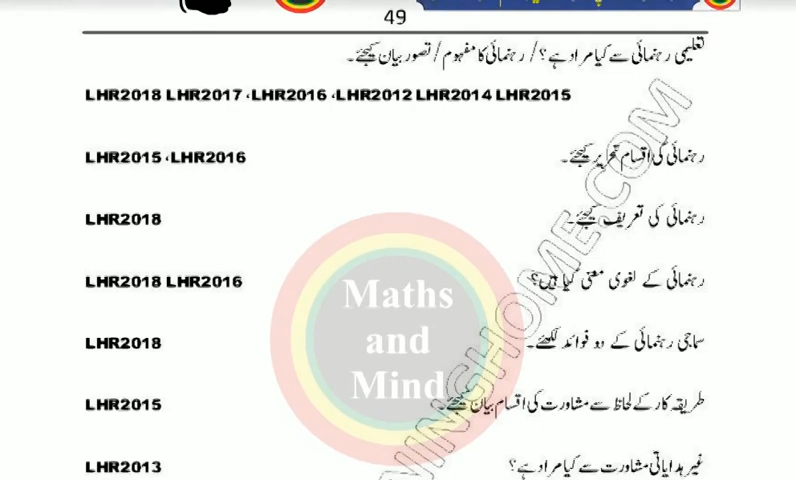 49
تعلیمی رہنمائی سے کیا مراد ہے؟/ رہنمائی کا مفہوم/ تصور بیان کیجئے۔
LHR2018 LHR2017 ،LHR2016 ،LHR2012 LHR2014 LHR2015
رہنمائی کی اقسام تحریر کیجئے۔ LHR2015 ،LHR2016
رہنمائی کی تعریف کیجئے۔ LHR2018
رہنمائی کے لغوی معنی کیا ہیں؟ LHR2018 LHR2016
سماجی رہنمائی کے دو فوائد لکھئے۔ LHR2018
طریقہ کار کے لحاظ سے مشاورت کی اقسام بیان کیجئے۔ LHR2015
غیر ہدایاتی مشاورت سے کیا مراد ہے؟ LHR2013
Maths
and
Mind
NINGHOME.COM